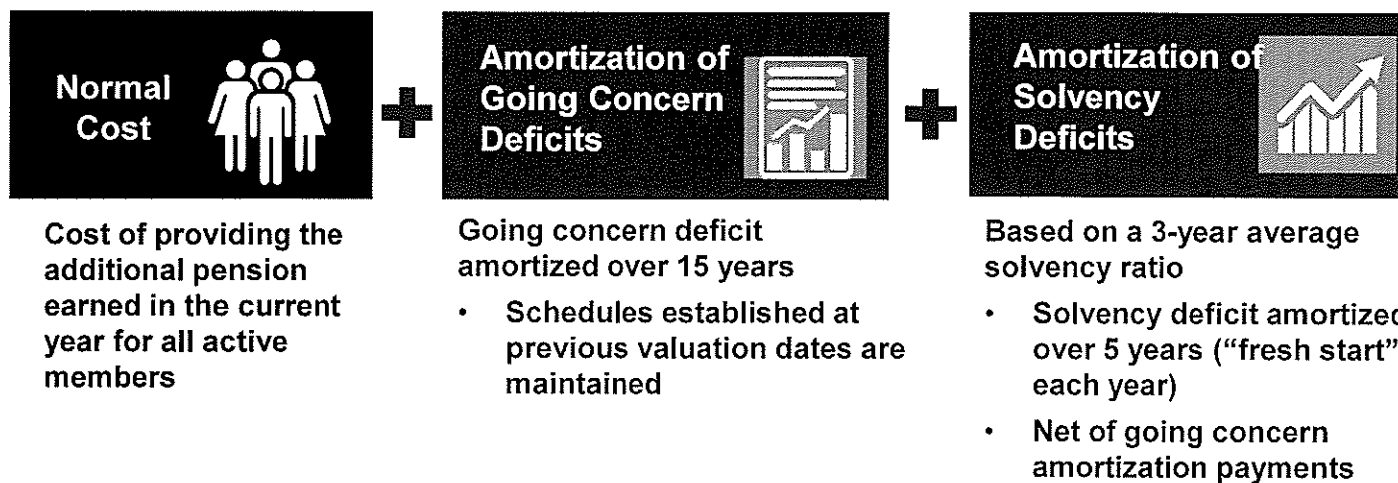 Normal
Cost
Amortization of
Going Concern
Deficits
Amortization of
Solvency
Deficits
Cost of providing the
additional pension
earned in the current
year for all active
members
Going concern deficit
amortized over 15 years
• Schedules established at
previous valuation dates are
maintained
Based on a 3-year average
solvency ratio
• Solvency deficit amortized
over 5 years (“fresh start”
each year)
• Net of going concern
amortization payments